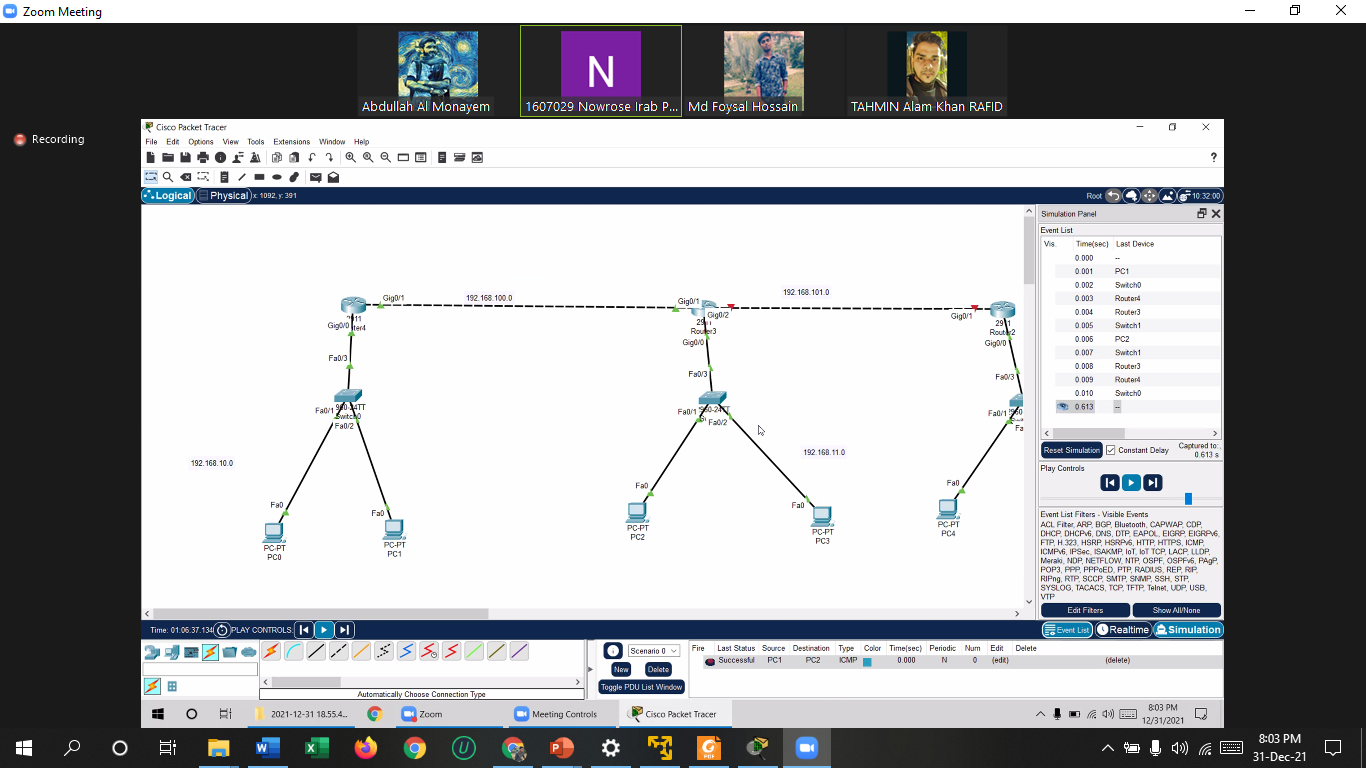 Zoom Meeting
Abdullah Al Monayem
1607029 Nowrose Irab P...
Md Foysal Hossain
TAHMIN Alam Khan RAFID
Recording
Cisco Packet Tracer
File Edit Options View Tools Extensions Window Help
Logical Physical x: 1092, y: 391
Root 10:32:00
Simulation Panel
Event List
Vis. Time(sec) Last Device
0.000 --
0.001 PC1
0.002 Switch0
0.003 Router4
0.004 Router3
0.005 Switch1
0.006 PC2
0.007 Switch1
0.008 Router3
0.009 Router4
0.010 Switch0
0.613 --
Reset Simulation Constant Delay Captured to:
0.613 s
Play Controls
Event List Filters - Visible Events
ACL Filter, ARP, BGP, Bluetooth, CAPWAP, CDP,
DHCP, DHCPv6, DNS, DTP, EAPOL, EIGRP, EIGRPv6,
FTP, H.323, HSRP, HSRPv6, HTTP, HTTPS, ICMP,
ICMPv6, IPSec, ISAKMP, IoT, IoT TCP, LACP, LLDP,
Meraki, NDP, NETFLOW, NTP, OSPF, OSPFv6, PAgP,
POP3, PPP, PPPoED, PTP, RADIUS, REP, RIP,
RIPng, RTP, SCCP, SMTP, SNMP, SSH, STP,
SYSLOG, TACACS, TCP, TFTP, Telnet, UDP, USB,
VTP
Edit Filters Show All/None
Event List Realtime Simulation
192.168.101.0
Gig0/1 192.168.100.0 Gig0/1
Gig0/2 Gig0/1
Gig0/0 Router3 Router2
Gig0/0 Gig0/0
Fa0/3 Fa0/3 Fa0/3
Fa0/1 Switch0 Fa0/1 Fa0/1
Fa0/2 Fa0/2
192.168.10.0 192.168.11.0
Fa0 Fa0 Fa0 Fa0 Fa0
PC-PT
PC0
PC-PT
PC1
PC-PT
PC2
PC-PT
PC3
PC-PT
PC4
Time: 01:06:37.134 PLAY CONTROLS:
Automatically Choose Connection Type
Scenario 0
New Delete
Toggle PDU List Window
Fire Last Status Source Destination Type Color Time(sec) Periodic Num Edit Delete
Successful PC1 PC2 ICMP 0.000 N 0 (edit) (delete)
2021-12-31 18.55.4...
Zoom
Meeting Controls
Cisco Packet Tracer
8:03 PM
12/31/2021
8:03 PM
31-Dec-21